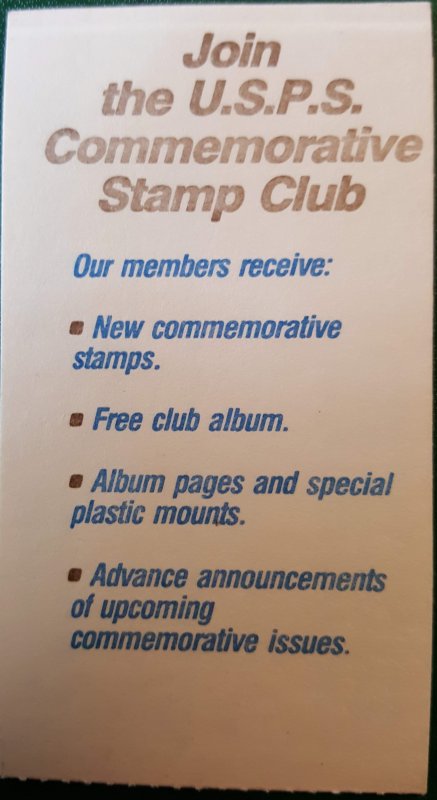 Join
the U.S.P.S.
Commemorative
Stamp Club
Our members receive:
▪ New commemorative
stamps.
▪ Free club album.
▪ Album pages and special
plastic mounts.
▪ Advance announcements
of upcoming
commemorative issues.